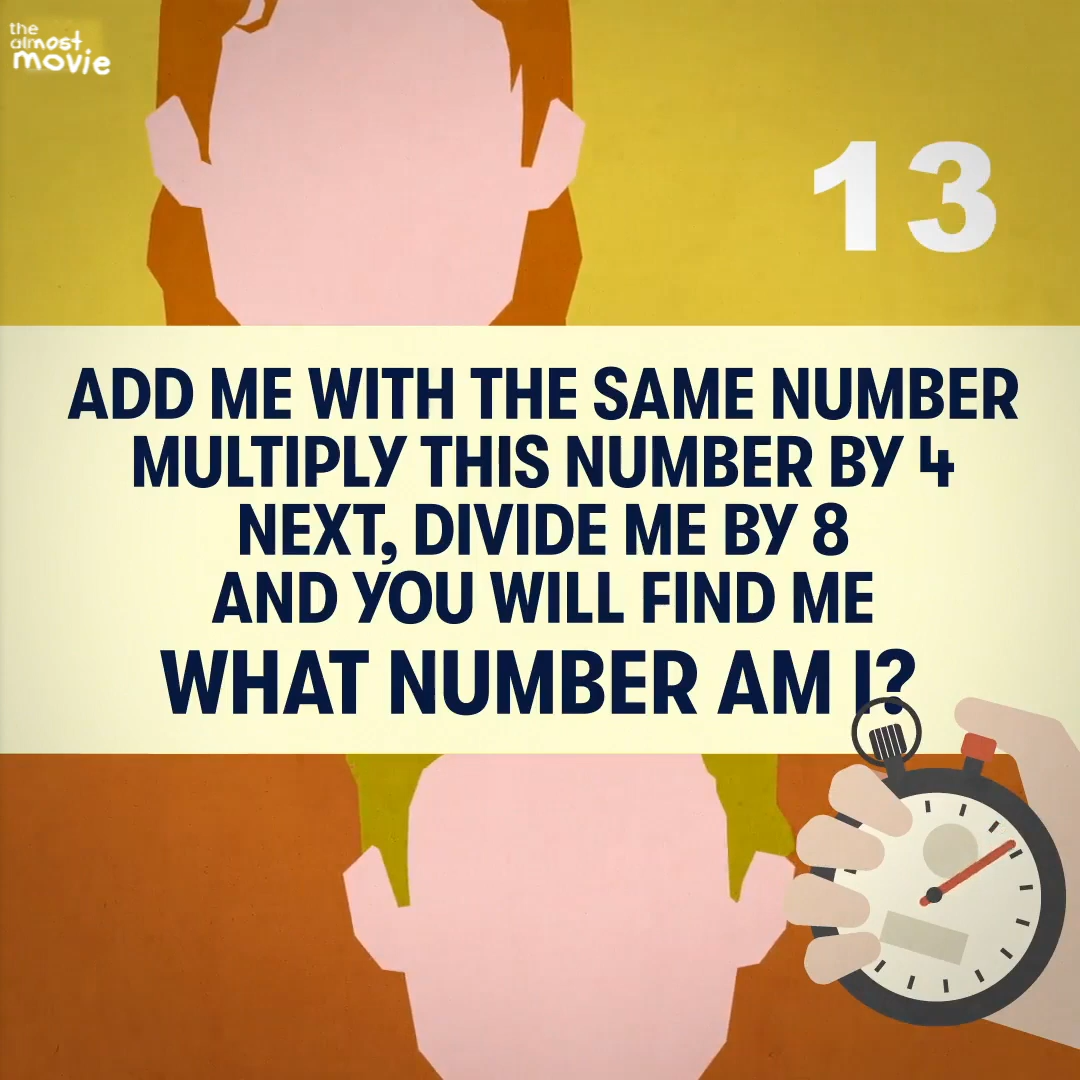 the
almost
movie
13
ADD ME WITH THE SAME NUMBER
MULTIPLY THIS NUMBER BY 4
NEXT, DIVIDE ME BY 8
AND YOU WILL FIND ME
WHAT NUMBER AM I?